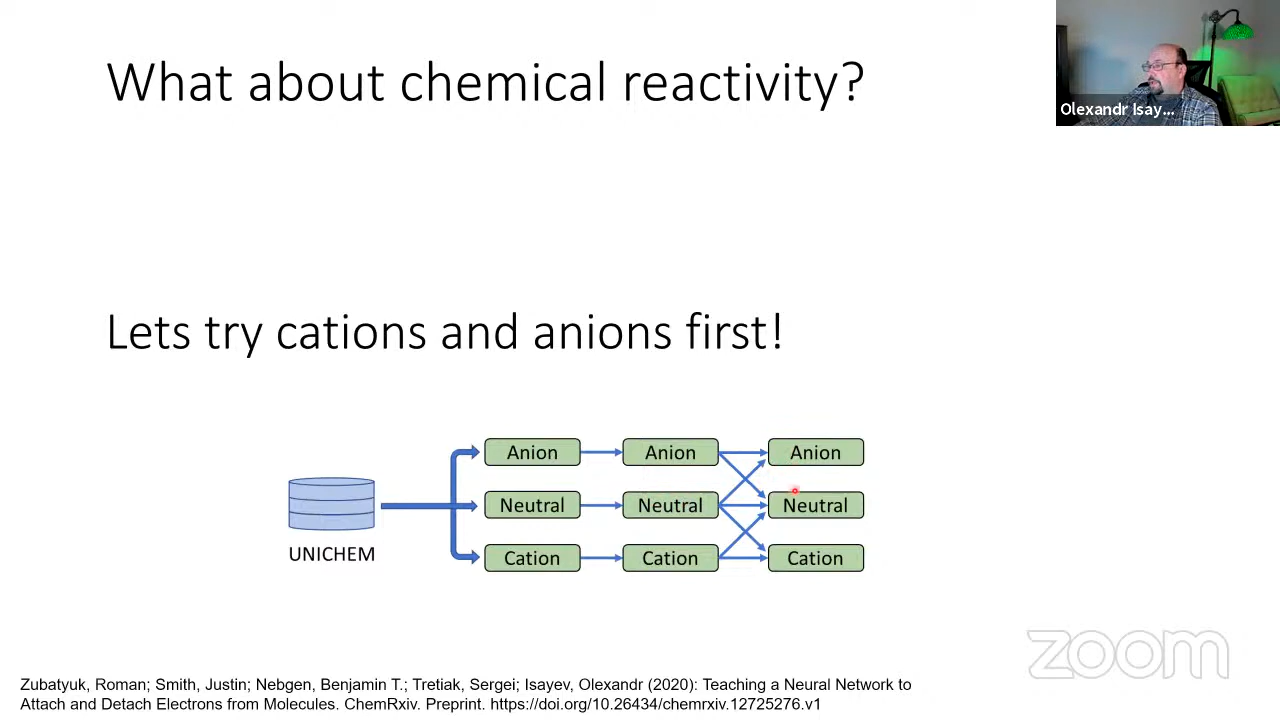 What about chemical reactivity?
Olexandr Isay...
Lets try cations and anions first!
Anion Anion Anion
Neutral Neutral Neutral
UNICHEM
Cation Cation Cation
zoom
Zubatyuk, Roman; Smith, Justin; Nebgen, Benjamin T.; Tretiak, Sergei; Isayev, Olexandr (2020): Teaching a Neural Network to
Attach and Detach Electrons from Molecules. ChemRxiv. Preprint. https://doi.org/10.26434/chemrxiv.12725276.v1